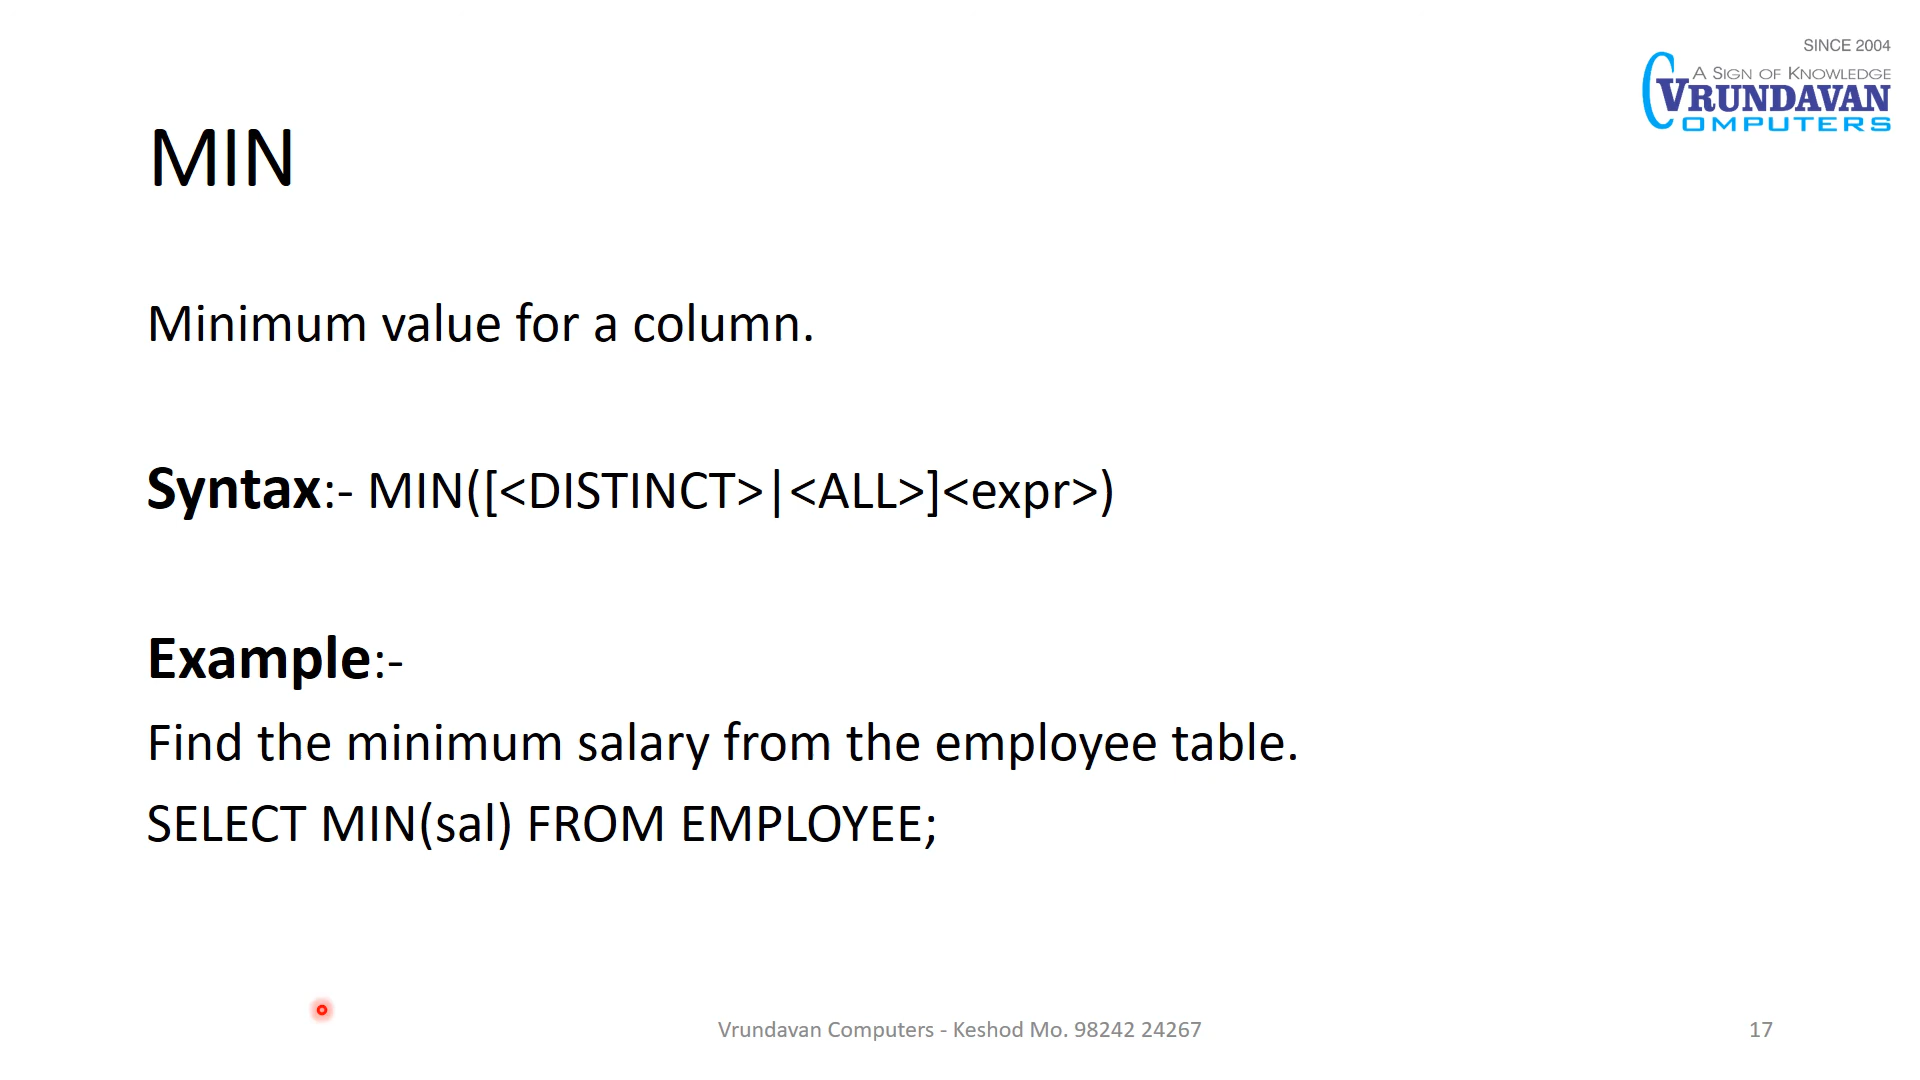 SINCE 2004
A SIGN OF KNOWLEDGE
VRUNDAVAN
COMPUTERS
MIN
Minimum value for a column.
Syntax:- MIN([<DISTINCT>|<ALL>]<expr>)
Example:-
Find the minimum salary from the employee table.
SELECT MIN(sal) FROM EMPLOYEE;
Vrundavan Computers - Keshod Mo. 98242 24267
17